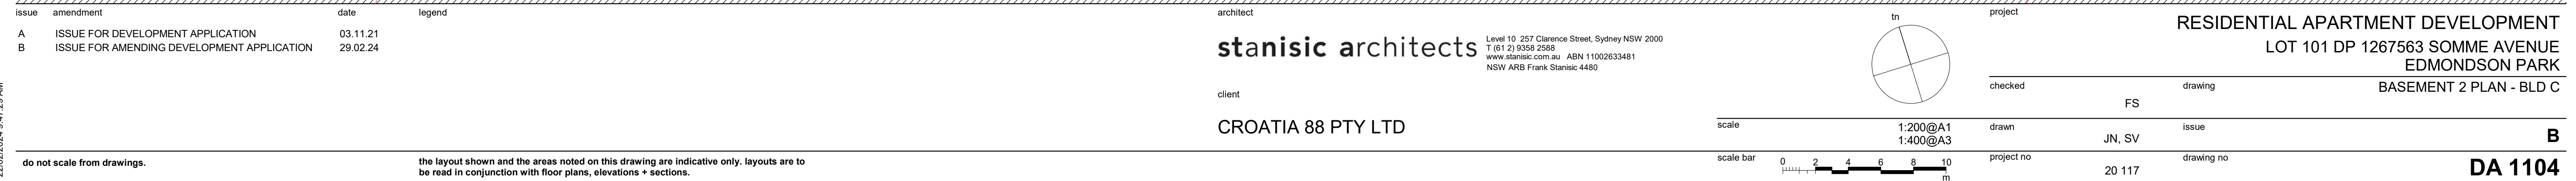 issue amendment date legend
A ISSUE FOR DEVELOPMENT APPLICATION 03.11.21
B ISSUE FOR AMENDING DEVELOPMENT APPLICATION 29.02.24
do not scale from drawings.
the layout shown and the areas noted on this drawing are indicative only. layouts are to
be read in conjunction with floor plans, elevations + sections.
architect
stanisic architects
Level 10 257 Clarence Street, Sydney NSW 2000
T (61 2) 9358 2588
www.stanisic.com.au ABN 11002633481
NSW ARB Frank Stanisic 4480
client
CROATIA 88 PTY LTD
tn
scale
1:200@A1
1:400@A3
scale bar
0 2 4 6 8 10
m
project
RESIDENTIAL APARTMENT DEVELOPMENT
LOT 101 DP 1267563 SOMME AVENUE
EDMONDSON PARK
checked
FS
drawing
BASEMENT 2 PLAN - BLD C
drawn
JN, SV
issue
B
project no
20 117
drawing no
DA 1104